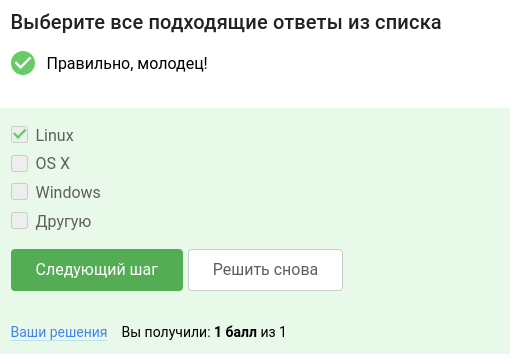 Выберите все подходящие ответы из списка
Правильно, молодец!
Linux
OS X
Windows
Другую
Следующий шаг Решить снова
Ваши решения Вы получили: 1 балл из 1